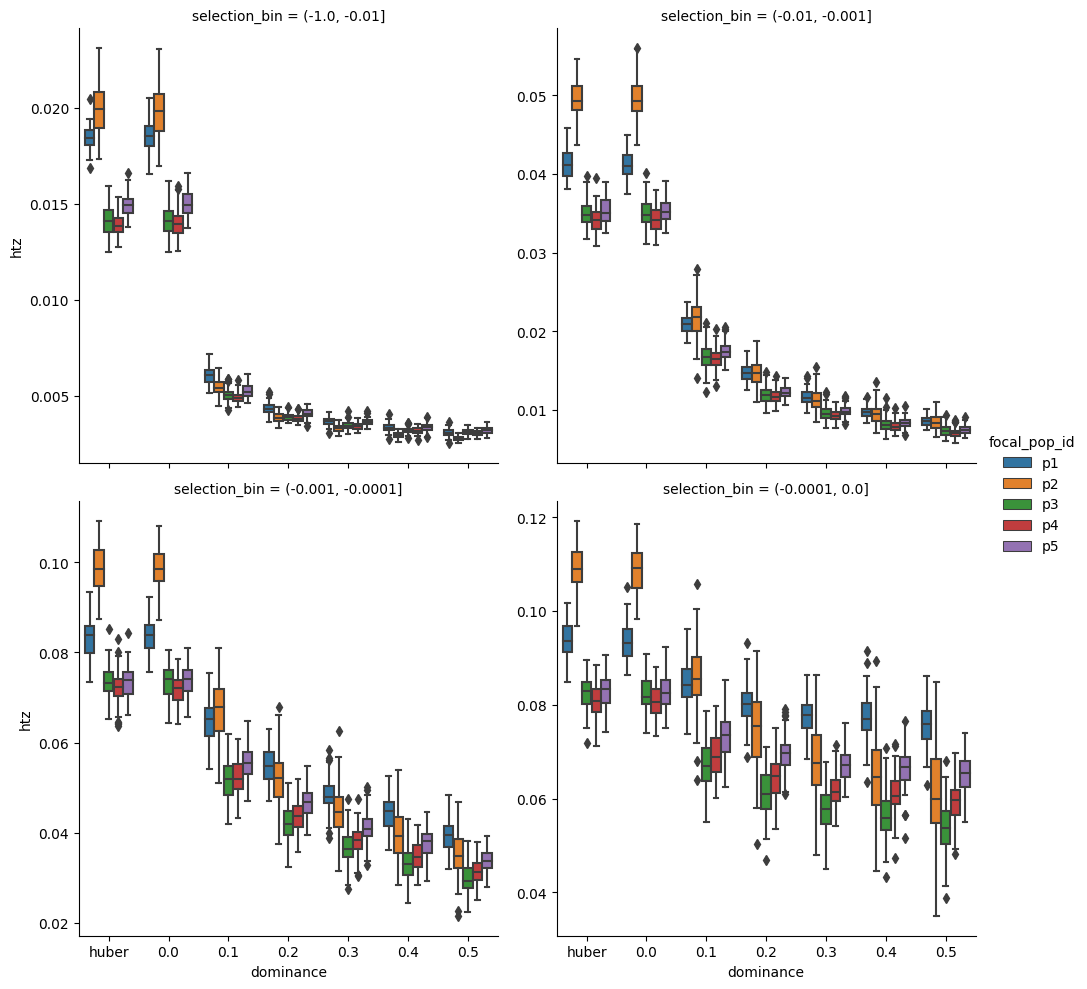 selection_bin = (-1.0, -0.01]
selection_bin = (-0.01, -0.001]
htz
0.020
0.015
0.010
0.005
0.05
0.04
0.03
0.02
0.01
focal_pop_id
p1
p2
p3
p4
p5
selection_bin = (-0.001, -0.0001]
selection_bin = (-0.0001, 0.0]
htz
0.10
0.08
0.06
0.04
0.02
0.12
0.10
0.08
0.06
0.04
huber 0.0 0.1 0.2 0.3 0.4 0.5
huber 0.0 0.1 0.2 0.3 0.4 0.5
dominance
dominance